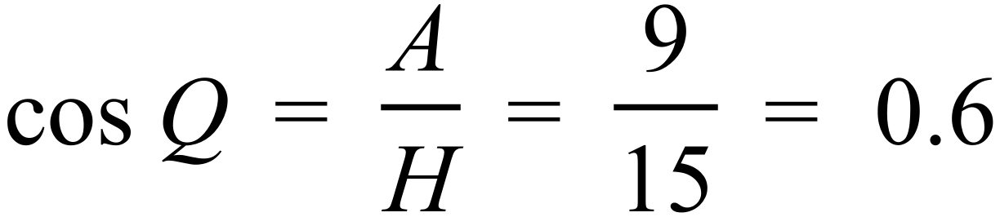 cos Q = A/H = 9/15 = 0.6